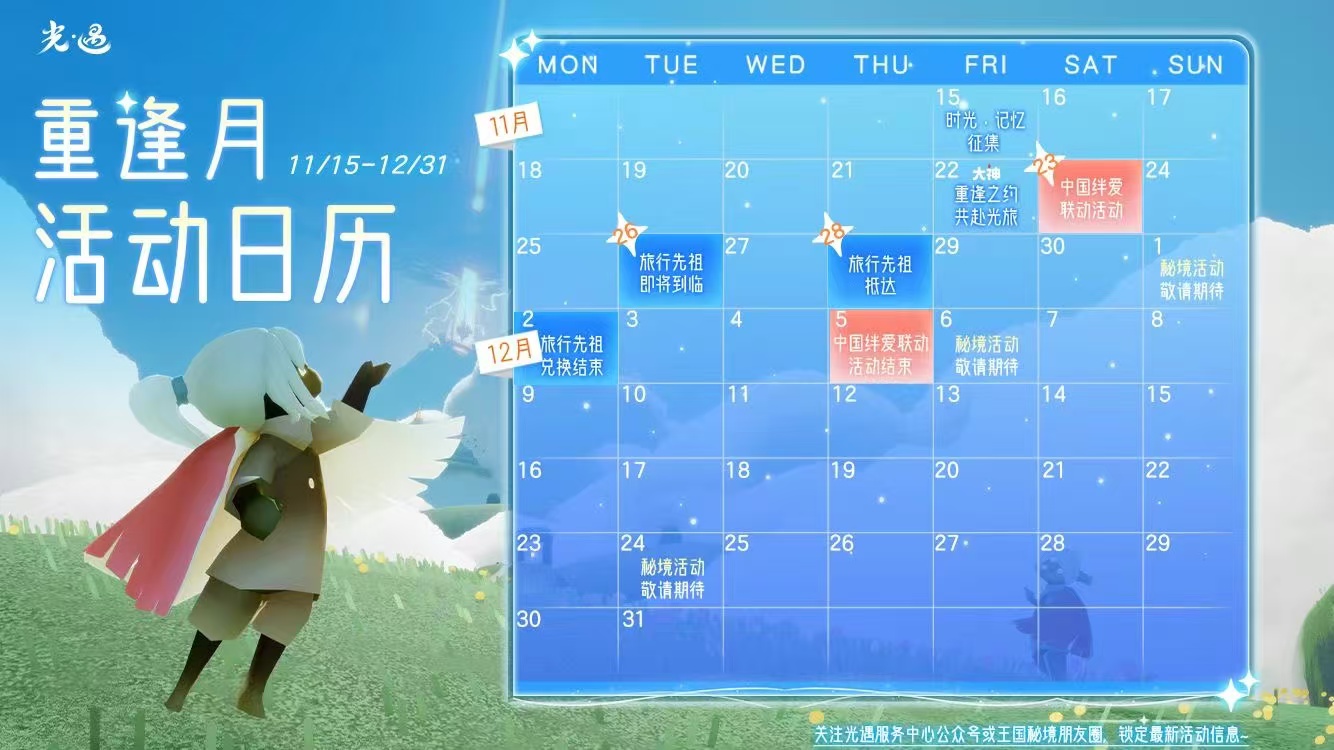 光·遇
重逢月
11/15-12/31
活动日历
MON TUE WED THU FRI SAT SUN
11月
15 16 17
时光·记忆
征集
18 19 20 21 22 23 24
大神
重逢之约
共赴光旅
中国绊爱
联动活动
25 26 27 28 29 30 1
旅行先祖
即将到临
旅行先祖
抵达
秘境活动
敬请期待
12月
2 3 4 5 6 7 8
旅行先祖
兑换结束
中国绊爱联动
活动结束
秘境活动
敬请期待
9 10 11 12 13 14 15
16 17 18 19 20 21 22
23 24 25 26 27 28 29
秘境活动
敬请期待
30 31
关注光遇服务中心公众号或王国秘境朋友圈，锁定最新活动信息~